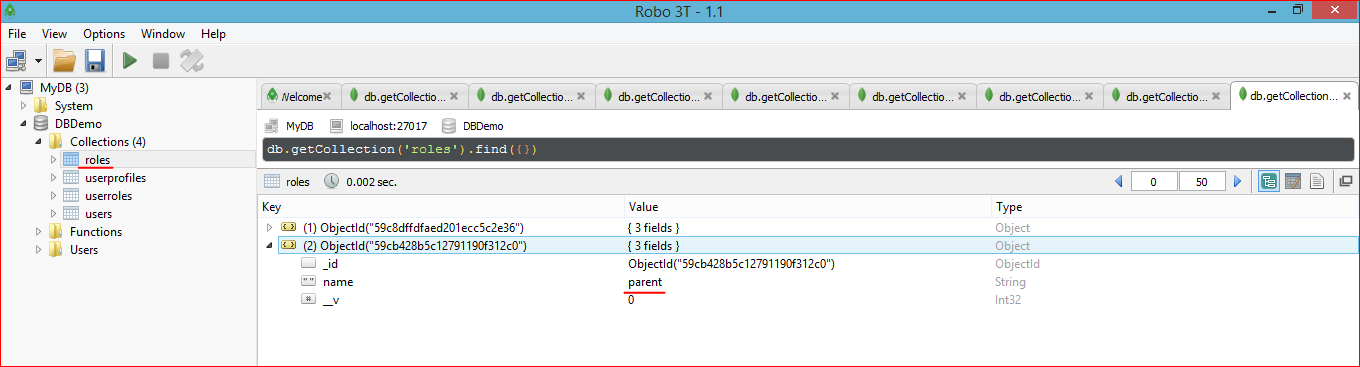 Robo 3T - 1.1
File View Options Window Help
MyDB (3)
System
DBDemo
Collections (4)
roles
userprofiles
userroles
users
Functions
Users
Welcome db.getCollectio... db.getCollectio... db.getCollectio... db.getCollectio... db.getCollectio... db.getCollectio... db.getCollectio... db.getCollection...
MyDB localhost:27017 DBDemo
db.getCollection('roles').find({})
roles 0.002 sec. 0 50
Key Value Type
(1) ObjectId("59c8dffdfaed201ecc5c2e36") { 3 fields } Object
(2) ObjectId("59cb428b5c12791190f312c0") { 3 fields } Object
_id ObjectId("59cb428b5c12791190f312c0") ObjectId
"" name parent String
# __v 0 Int32